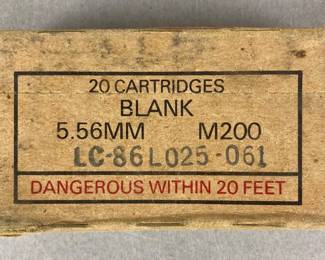 20 CARTRIDGES
BLANK
5.56MM M200
LC-86L025-061
DANGEROUS WITHIN 20 FEET